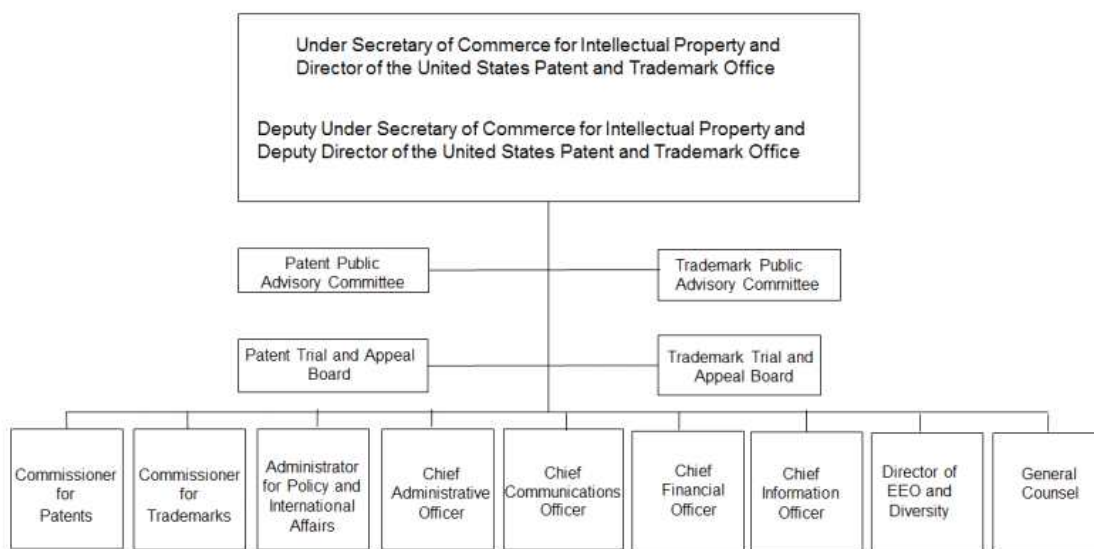 Under Secretary of Commerce for Intellectual Property and
Director of the United States Patent and Trademark Office
Deputy Under Secretary of Commerce for Intellectual Property and
Deputy Director of the United States Patent and Trademark Office
Patent Public
Advisory Committee
Trademark Public
Advisory Committee
Patent Trial and Appeal
Board
Trademark Trial and
Appeal Board
Commissioner
for
Patents
Commissioner
for
Trademarks
Administrator
for Policy and
International
Affairs
Chief
Administrative
Officer
Chief
Communications
Officer
Chief
Financial
Officer
Chief
Information
Officer
Director of
EEO and
Diversity
General
Counsel